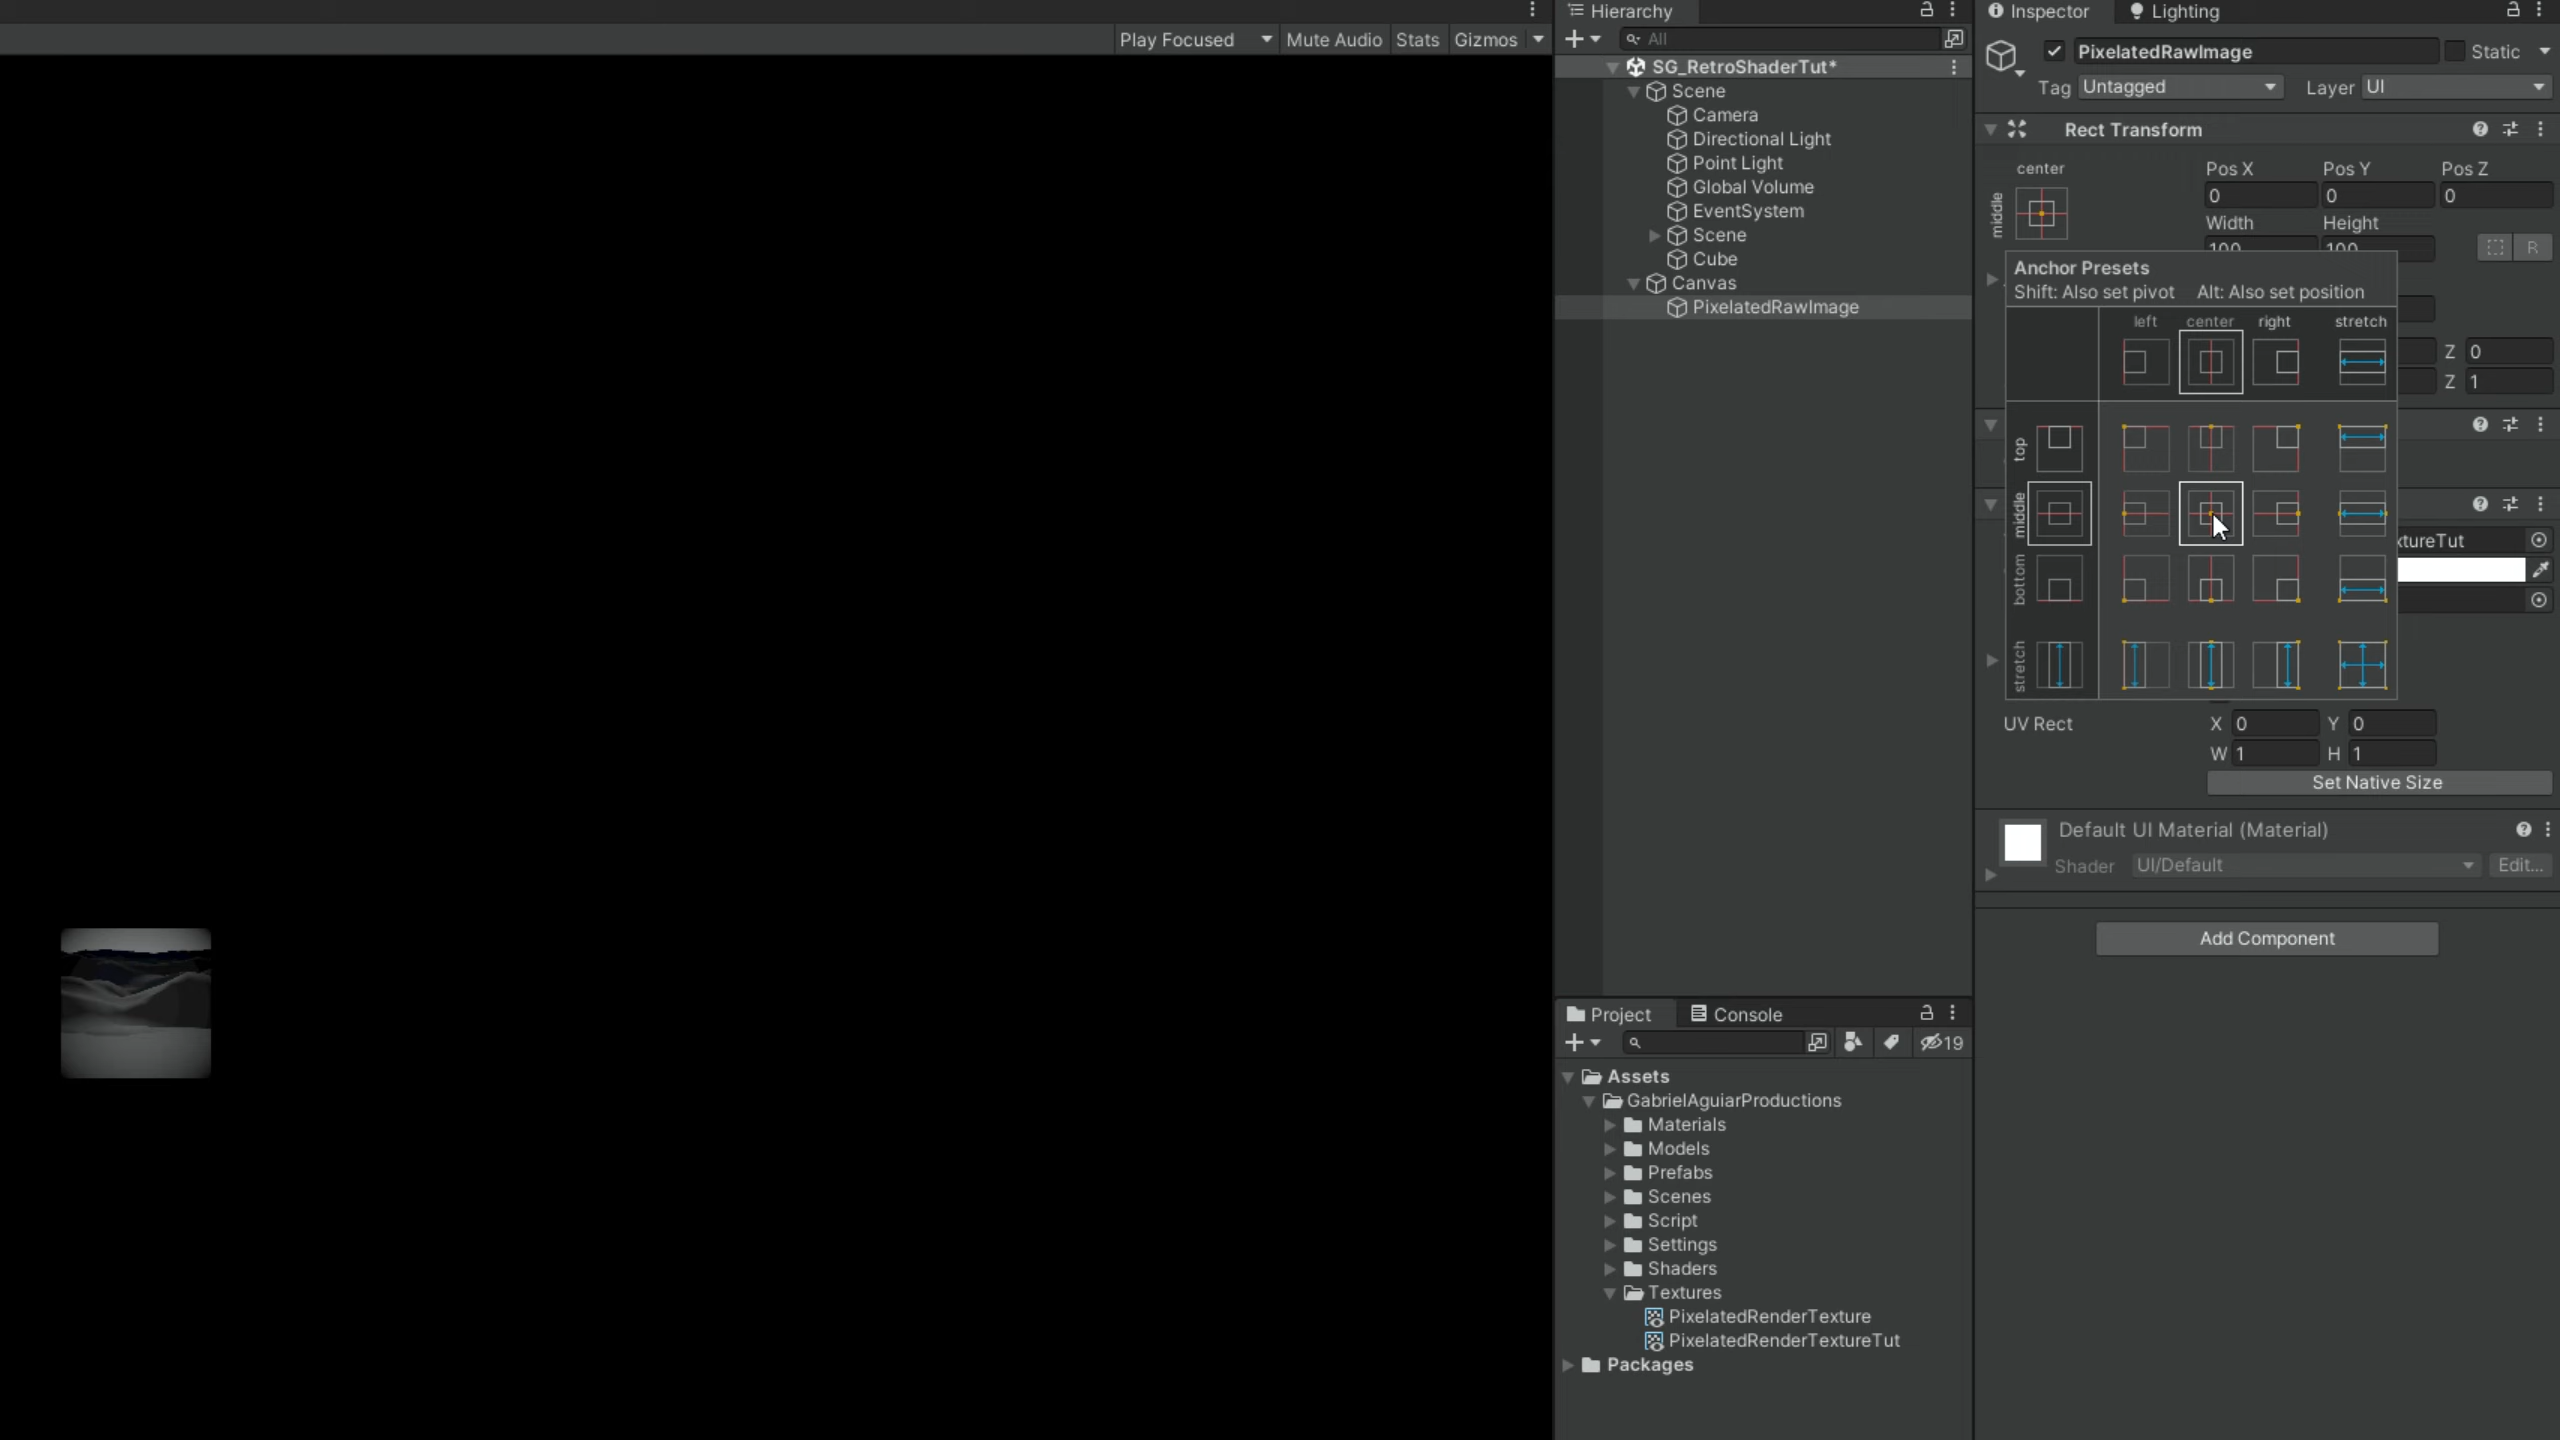 Play Focused Mute Audio Stats Gizmos
Hierarchy
All
SG_RetroShaderTut*
Scene
Camera
Directional Light
Point Light
Global Volume
EventSystem
Scene
Cube
Canvas
PixelatedRawImage
Project Console
19
Assets
GabrielAguiarProductions
Materials
Models
Prefabs
Scenes
Script
Settings
Shaders
Textures
PixelatedRenderTexture
PixelatedRenderTextureTut
Packages
Inspector Lighting
PixelatedRawImage Static
Tag Untagged Layer UI
Rect Transform
center Pos X Pos Y Pos Z
middle 0 0 0
Width Height
100 100 R
Anchor Presets
Shift: Also set pivot Alt: Also set position
left center right stretch
Z 0
Z 1
top
middle
xtureTut
bottom
stretch
UV Rect X 0 Y 0
W 1 H 1
Set Native Size
Default UI Material (Material)
Shader UI/Default Edit...
Add Component